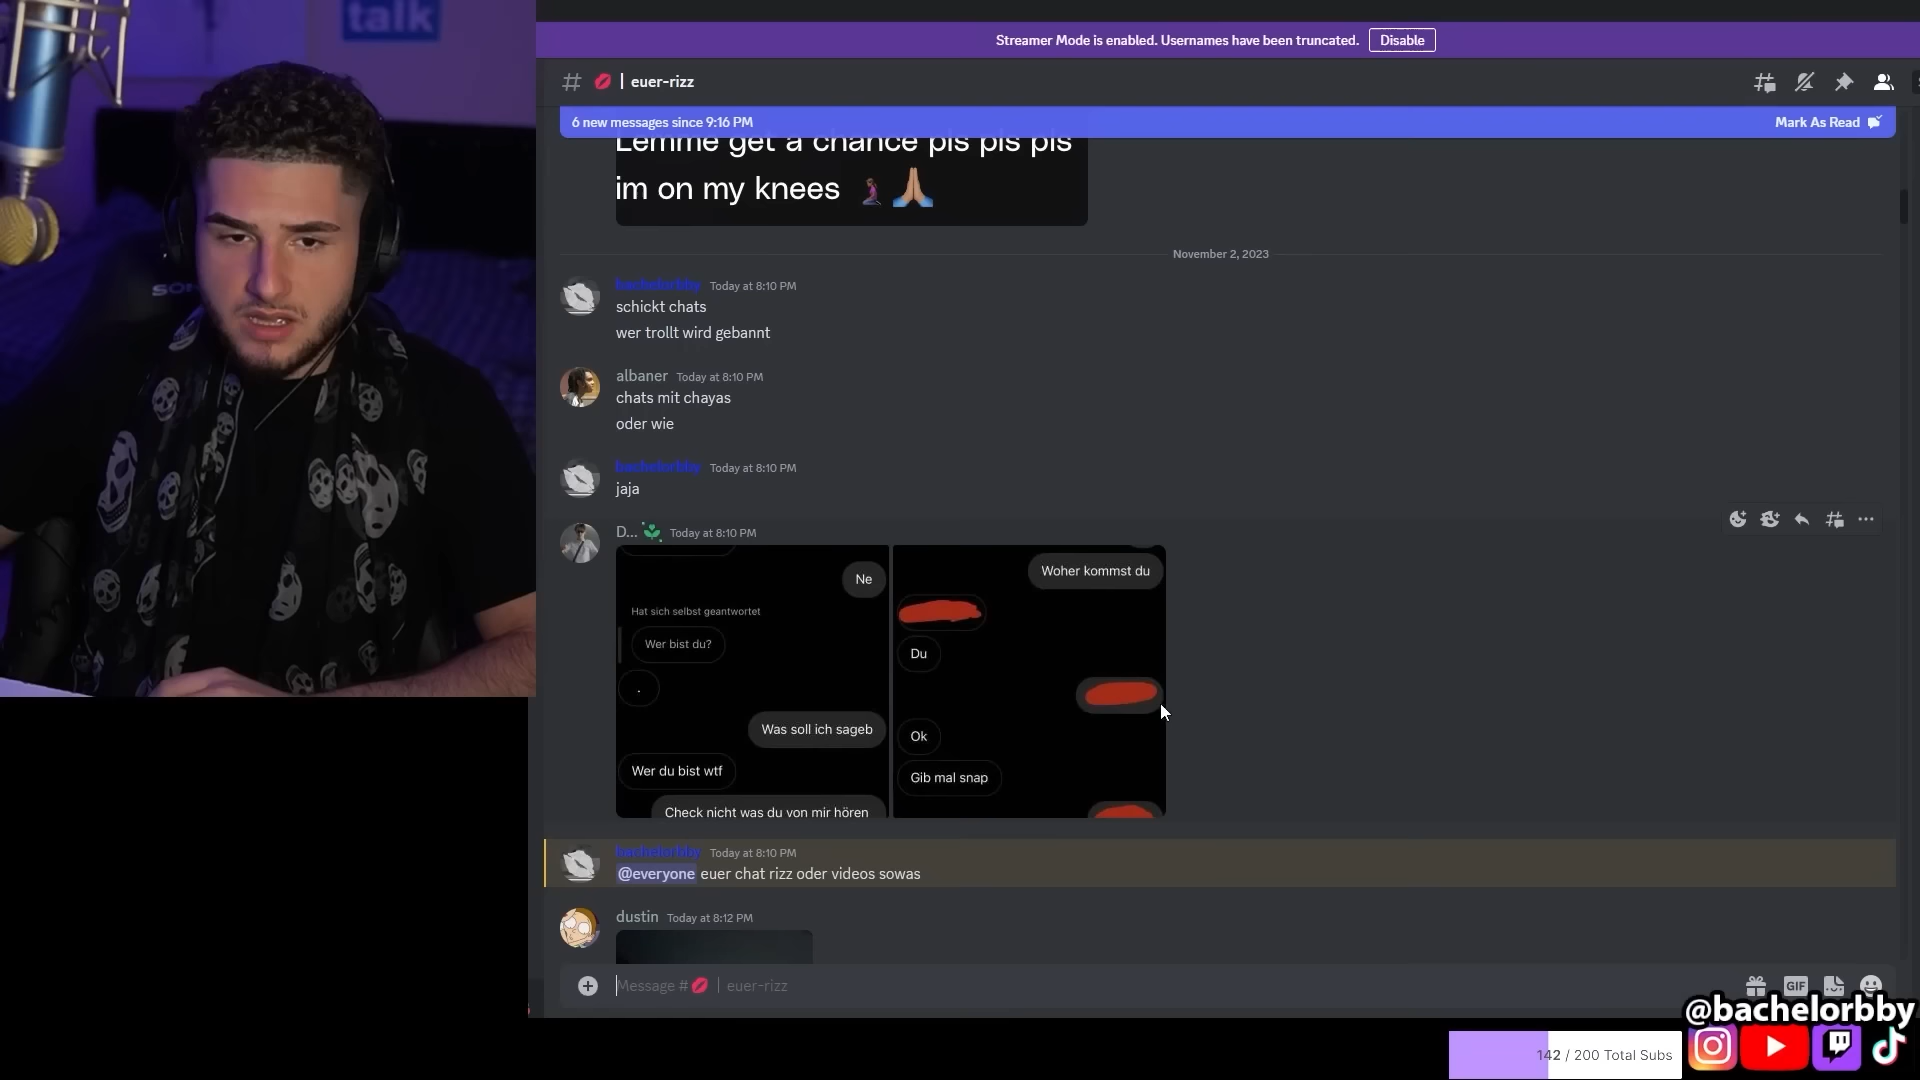 talk
SON
Streamer Mode is enabled. Usernames have been truncated.
Disable
| euer-rizz
6 new messages since 9:16 PM
Mark As Read
Lemme get a chance pls pls pls
im on my knees 🧎🏾‍♀️🙏🏽
November 2, 2023
bachelorbby Today at 8:10 PM
schickt chats
wer trollt wird gebannt
albaner Today at 8:10 PM
chats mit chayas
oder wie
bachelorbby Today at 8:10 PM
jaja
D... Today at 8:10 PM
Ne
Hat sich selbst geantwortet
Wer bist du?
.
Was soll ich sageb
Wer du bist wtf
Check nicht was du von mir hören
Woher kommst du
Du
Ok
Gib mal snap
bachelorbby Today at 8:10 PM
@everyone euer chat rizz oder videos sowas
dustin Today at 8:12 PM
Message #💋 | euer-rizz
GIF
@bachelorbby
142 / 200 Total Subs